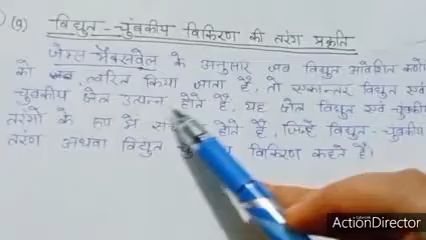 (9) विद्युत - चुंबकीय विकिरण की तरंग प्रकृति
जेम्स मैक्सवेल के अनुसार जब विद्युत आवेशित कणों
को त्वरित किया जाता है, तो एकान्तर विद्युत एवं
चुंबकीय क्षेत्र उत्पन्न होते हैं, यह क्षेत्र विद्युत एवं चुंबकीय
तरंगों के रूप में होते हैं, जिन्हें विद्युत - चुंबकीय
तरंग अथवा विद्युत विकिरण कहते हैं।
ActionDirector